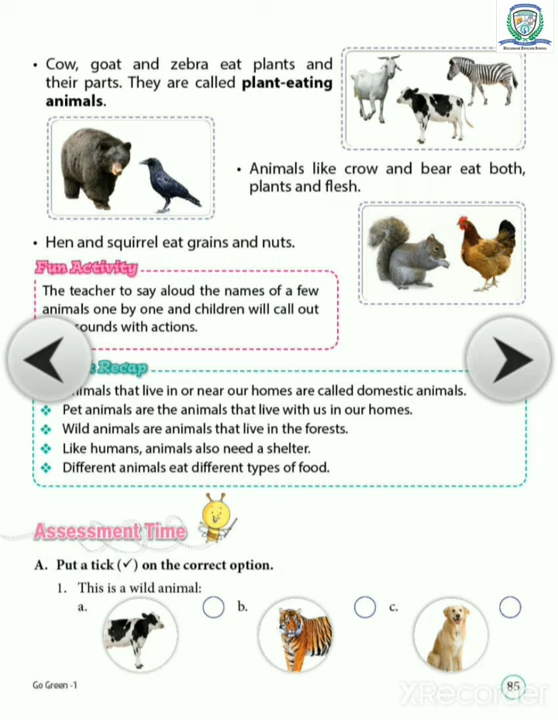 • Cow, goat and zebra eat plants and
their parts. They are called plant-eating
animals.
• Animals like crow and bear eat both,
plants and flesh.
• Hen and squirrel eat grains and nuts.
Fun Activity
The teacher to say aloud the names of a few
animals one by one and children will call out
ounds with actions.
Recap
imals that live in or near our homes are called domestic animals.
❖ Pet animals are the animals that live with us in our homes.
❖ Wild animals are animals that live in the forests.
❖ Like humans, animals also need a shelter.
❖ Different animals eat different types of food.
Assessment Time
A. Put a tick (✓) on the correct option.
1. This is a wild animal:
a. b. c.
Go Green -1
85
XRecorder